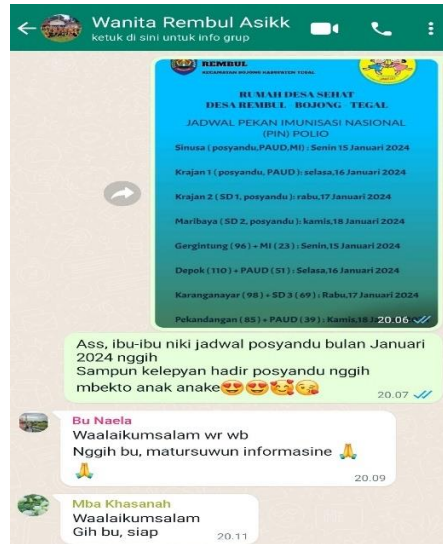 Wanita Rembul Asikk
ketuk di sini untuk info grup
REMBUL
KECAMATAN BOJONG KABUPATEN TEGAL
RUMAH DESA SEHAT
DESA REMBUL - BOJONG - TEGAL
JADWAL PEKAN IMUNISASI NASIONAL
(PIN) POLIO
Sinusa ( posyandu,PAUD,MI) : Senin 15 Januari 2024
Krajan 1 ( posyandu, PAUD ): selasa,16 Januari 2024
Krajan 2 ( SD 1, posyandu ): rabu,17 Januari 2024
Maribaya ( SD 2, posyandu ): kamis,18 Januari 2024
Gergintung ( 96 ) + MI ( 23 ) : Senin,15 Januari 2024
Depok ( 110 ) + PAUD ( 51 ) : Selasa,16 Januari 2024
Karanganayar ( 98 ) + SD 3 ( 69 ) : Rabu,17 Januari 2024
Pekandangan ( 85 ) + PAUD ( 39 ) : Kamis,18
20.06
Ass, ibu-ibu niki jadwal posyandu bulan Januari
2024 nggih
Sampun kelepyan hadir posyandu nggih
mbekto anak anake😍😍🥰😘
20.07
Bu Naela
Waalaikumsalam wr wb
Nggih bu, matursuwun informasine 🙏
🙏
20.09
Mba Khasanah
Waalaikumsalam
Gih bu, siap
20.11